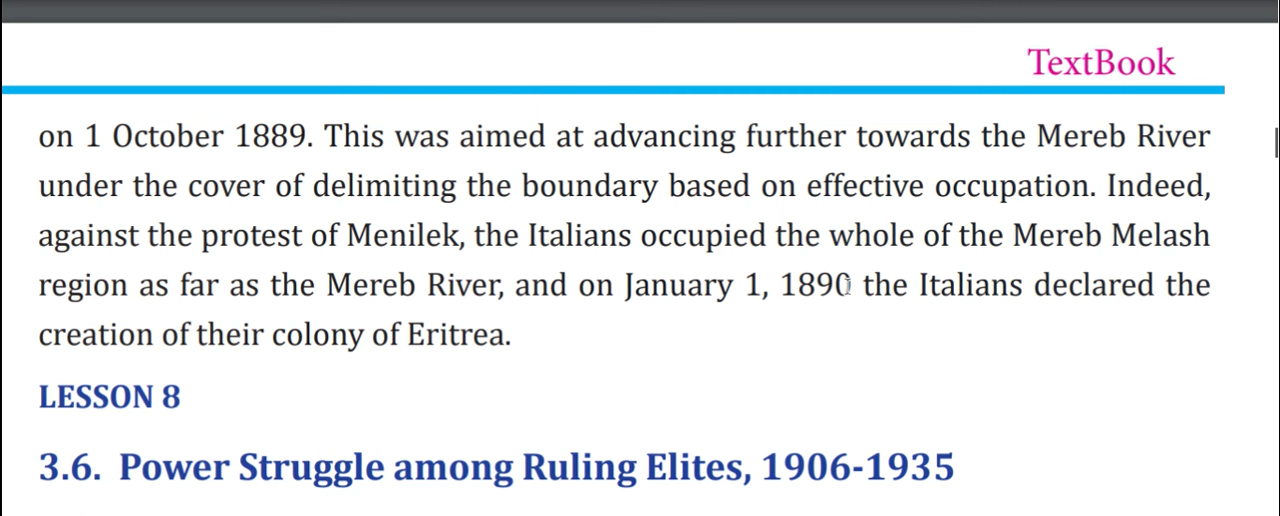 TextBook
on 1 October 1889. This was aimed at advancing further towards the Mereb River
under the cover of delimiting the boundary based on effective occupation. Indeed,
against the protest of Menilek, the Italians occupied the whole of the Mereb Melash
region as far as the Mereb River, and on January 1, 1890 the Italians declared the
creation of their colony of Eritrea.
LESSON 8
3.6. Power Struggle among Ruling Elites, 1906-1935